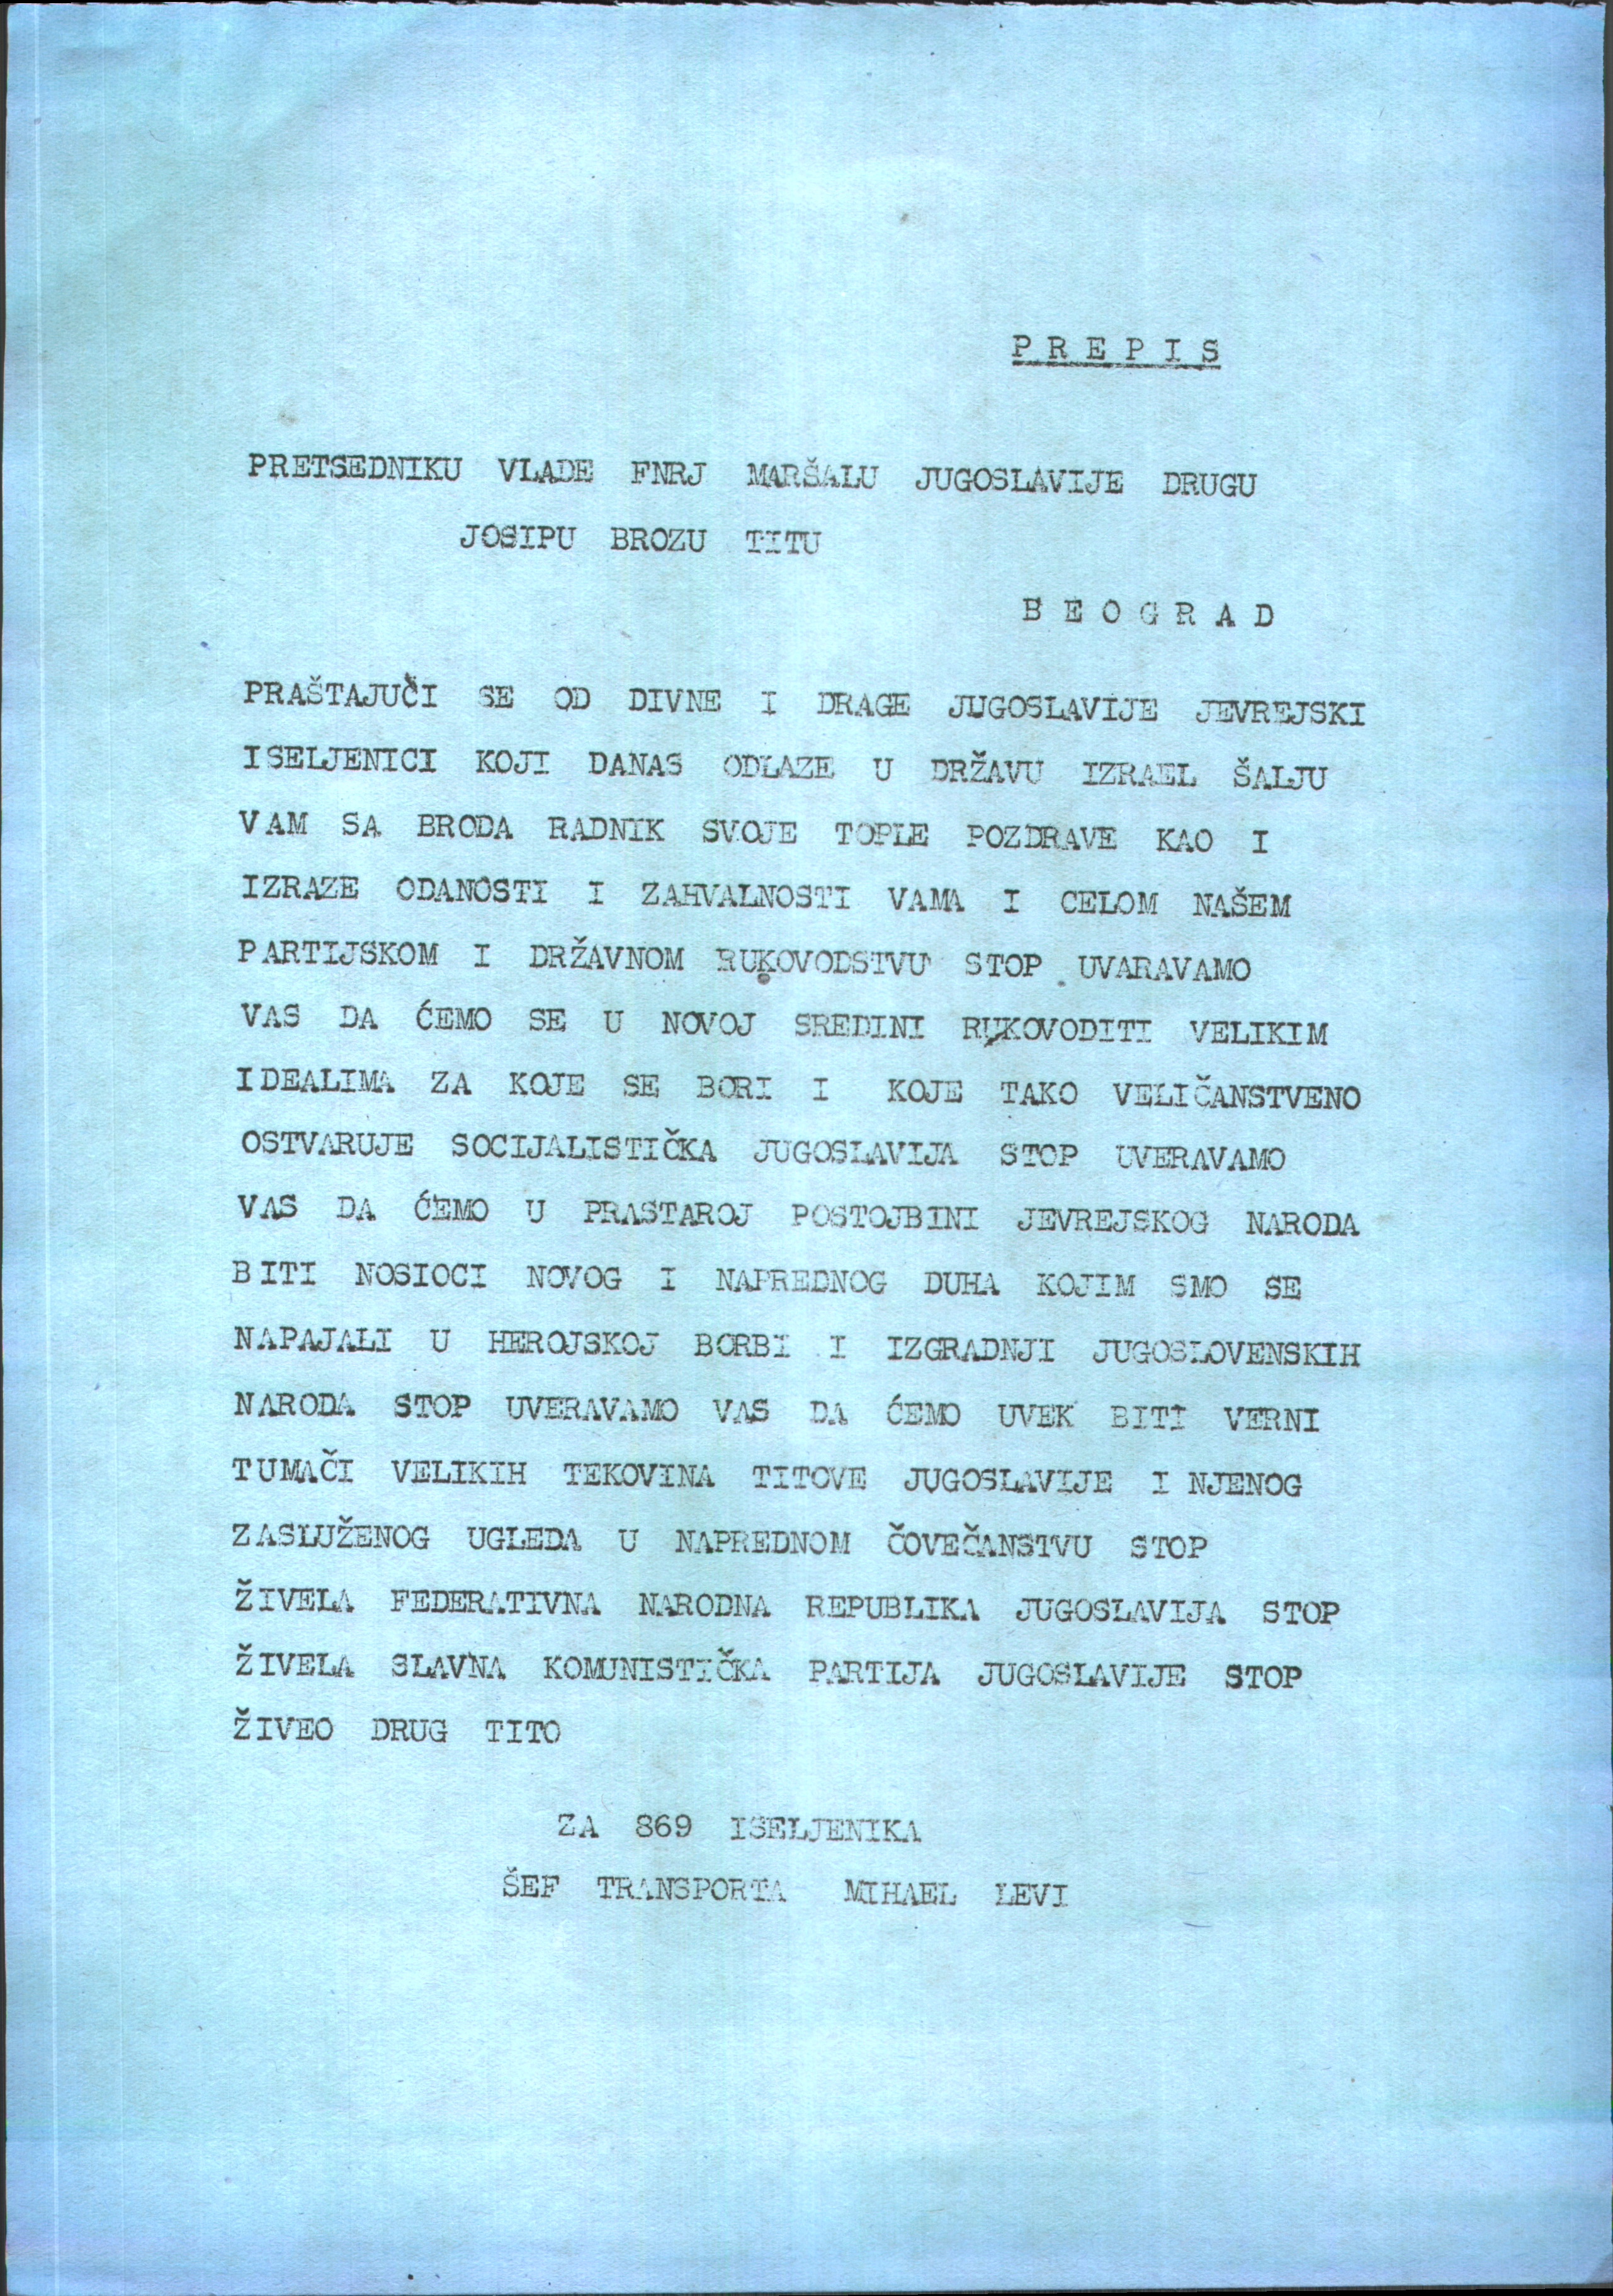 P R E P I S
PRETSEDNIKU VLADE FNRJ MARŠALU JUGOSLAVIJE DRUGU
JOSIPU BROZU TITU
B E O G R A D
PRAŠTAJUČI SE OD DIVNE I DRAGE JUGOSLAVIJE JEVREJSKI
ISELJENICI KOJI DANAS ODLAZE U DRŽAVU IZRAEL ŠALJU
VAM SA BRODA RADNIK SVOJE TOPLE POZDRAVE KAO I
IZRAZE ODANOSTI I ZAHVALNOSTI VAMA I CELOM NAŠEM
PARTIJSKOM I DRŽAVNOM RUKOVODSTVU STOP UVARAVAMO
VAS DA ĆEMO SE U NOVOJ SREDINI RUKOVODITI VELIKIM
IDEALIMA ZA KOJE SE BORI I KOJE TAKO VELIČANSTVENO
OSTVARUJE SOCIJALISTIČKA JUGOSLAVIJA STOP UVERAVAMO
VAS DA ĆEMO U PRASTAROJ POSTOJBINI JEVREJSKOG NARODA
BITI NOSIOCI NOVOG I NAPREDNOG DUHA KOJIM SMO SE
NAPAJALI U HEROJSKOJ BORBI I IZGRADNJI JUGOSLOVENSKIH
NARODA STOP UVERAVAMO VAS DA ĆEMO UVEK BITI VERNI
TUMAČI VELIKIH TEKOVINA TITOVE JUGOSLAVIJE I NJENOG
ZASLUŽENOG UGLEDA U NAPREDNOM ČOVEČANSTVU STOP
ŽIVELA FEDERATIVNA NARODNA REPUBLIKA JUGOSLAVIJA STOP
ŽIVELA SLAVNA KOMUNISTIČKA PARTIJA JUGOSLAVIJE STOP
ŽIVEO DRUG TITO
ZA 869 ISELJENIKA
ŠEF TRANSPORTA MIHAEL LEVI